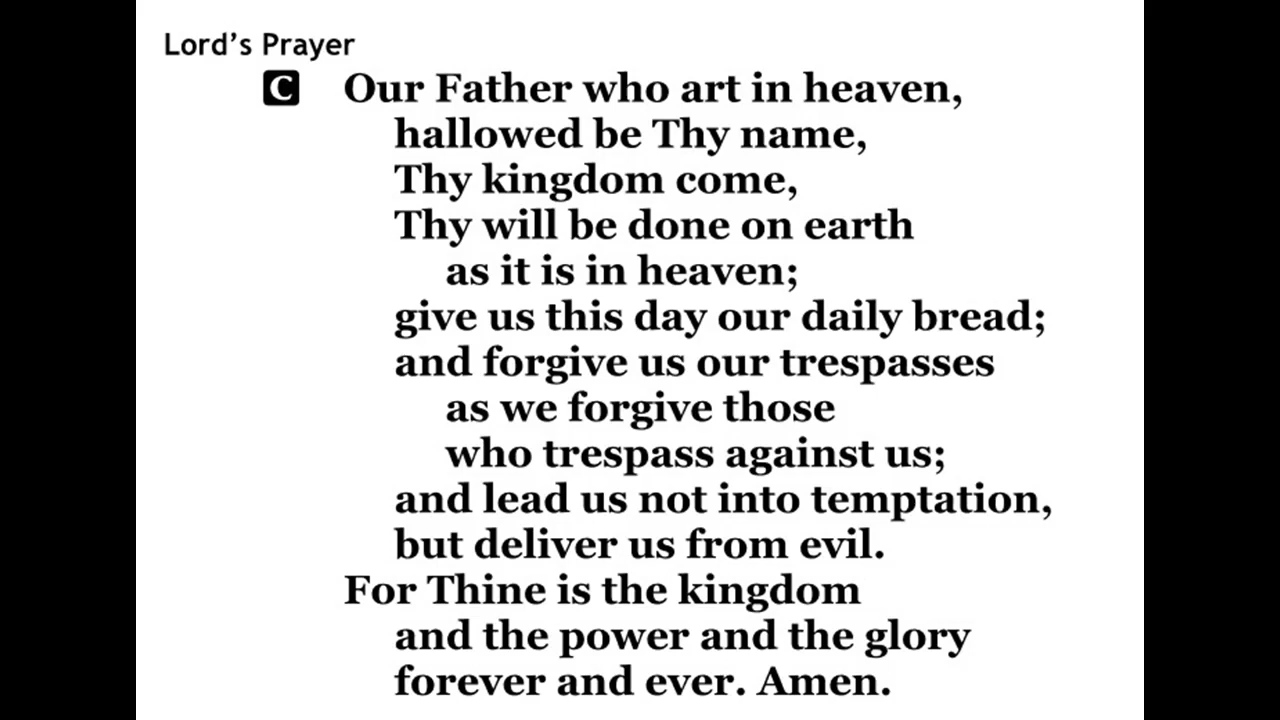 Lord's Prayer
C Our Father who art in heaven,
hallowed be Thy name,
Thy kingdom come,
Thy will be done on earth
as it is in heaven;
give us this day our daily bread;
and forgive us our trespasses
as we forgive those
who trespass against us;
and lead us not into temptation,
but deliver us from evil.
For Thine is the kingdom
and the power and the glory
forever and ever. Amen.